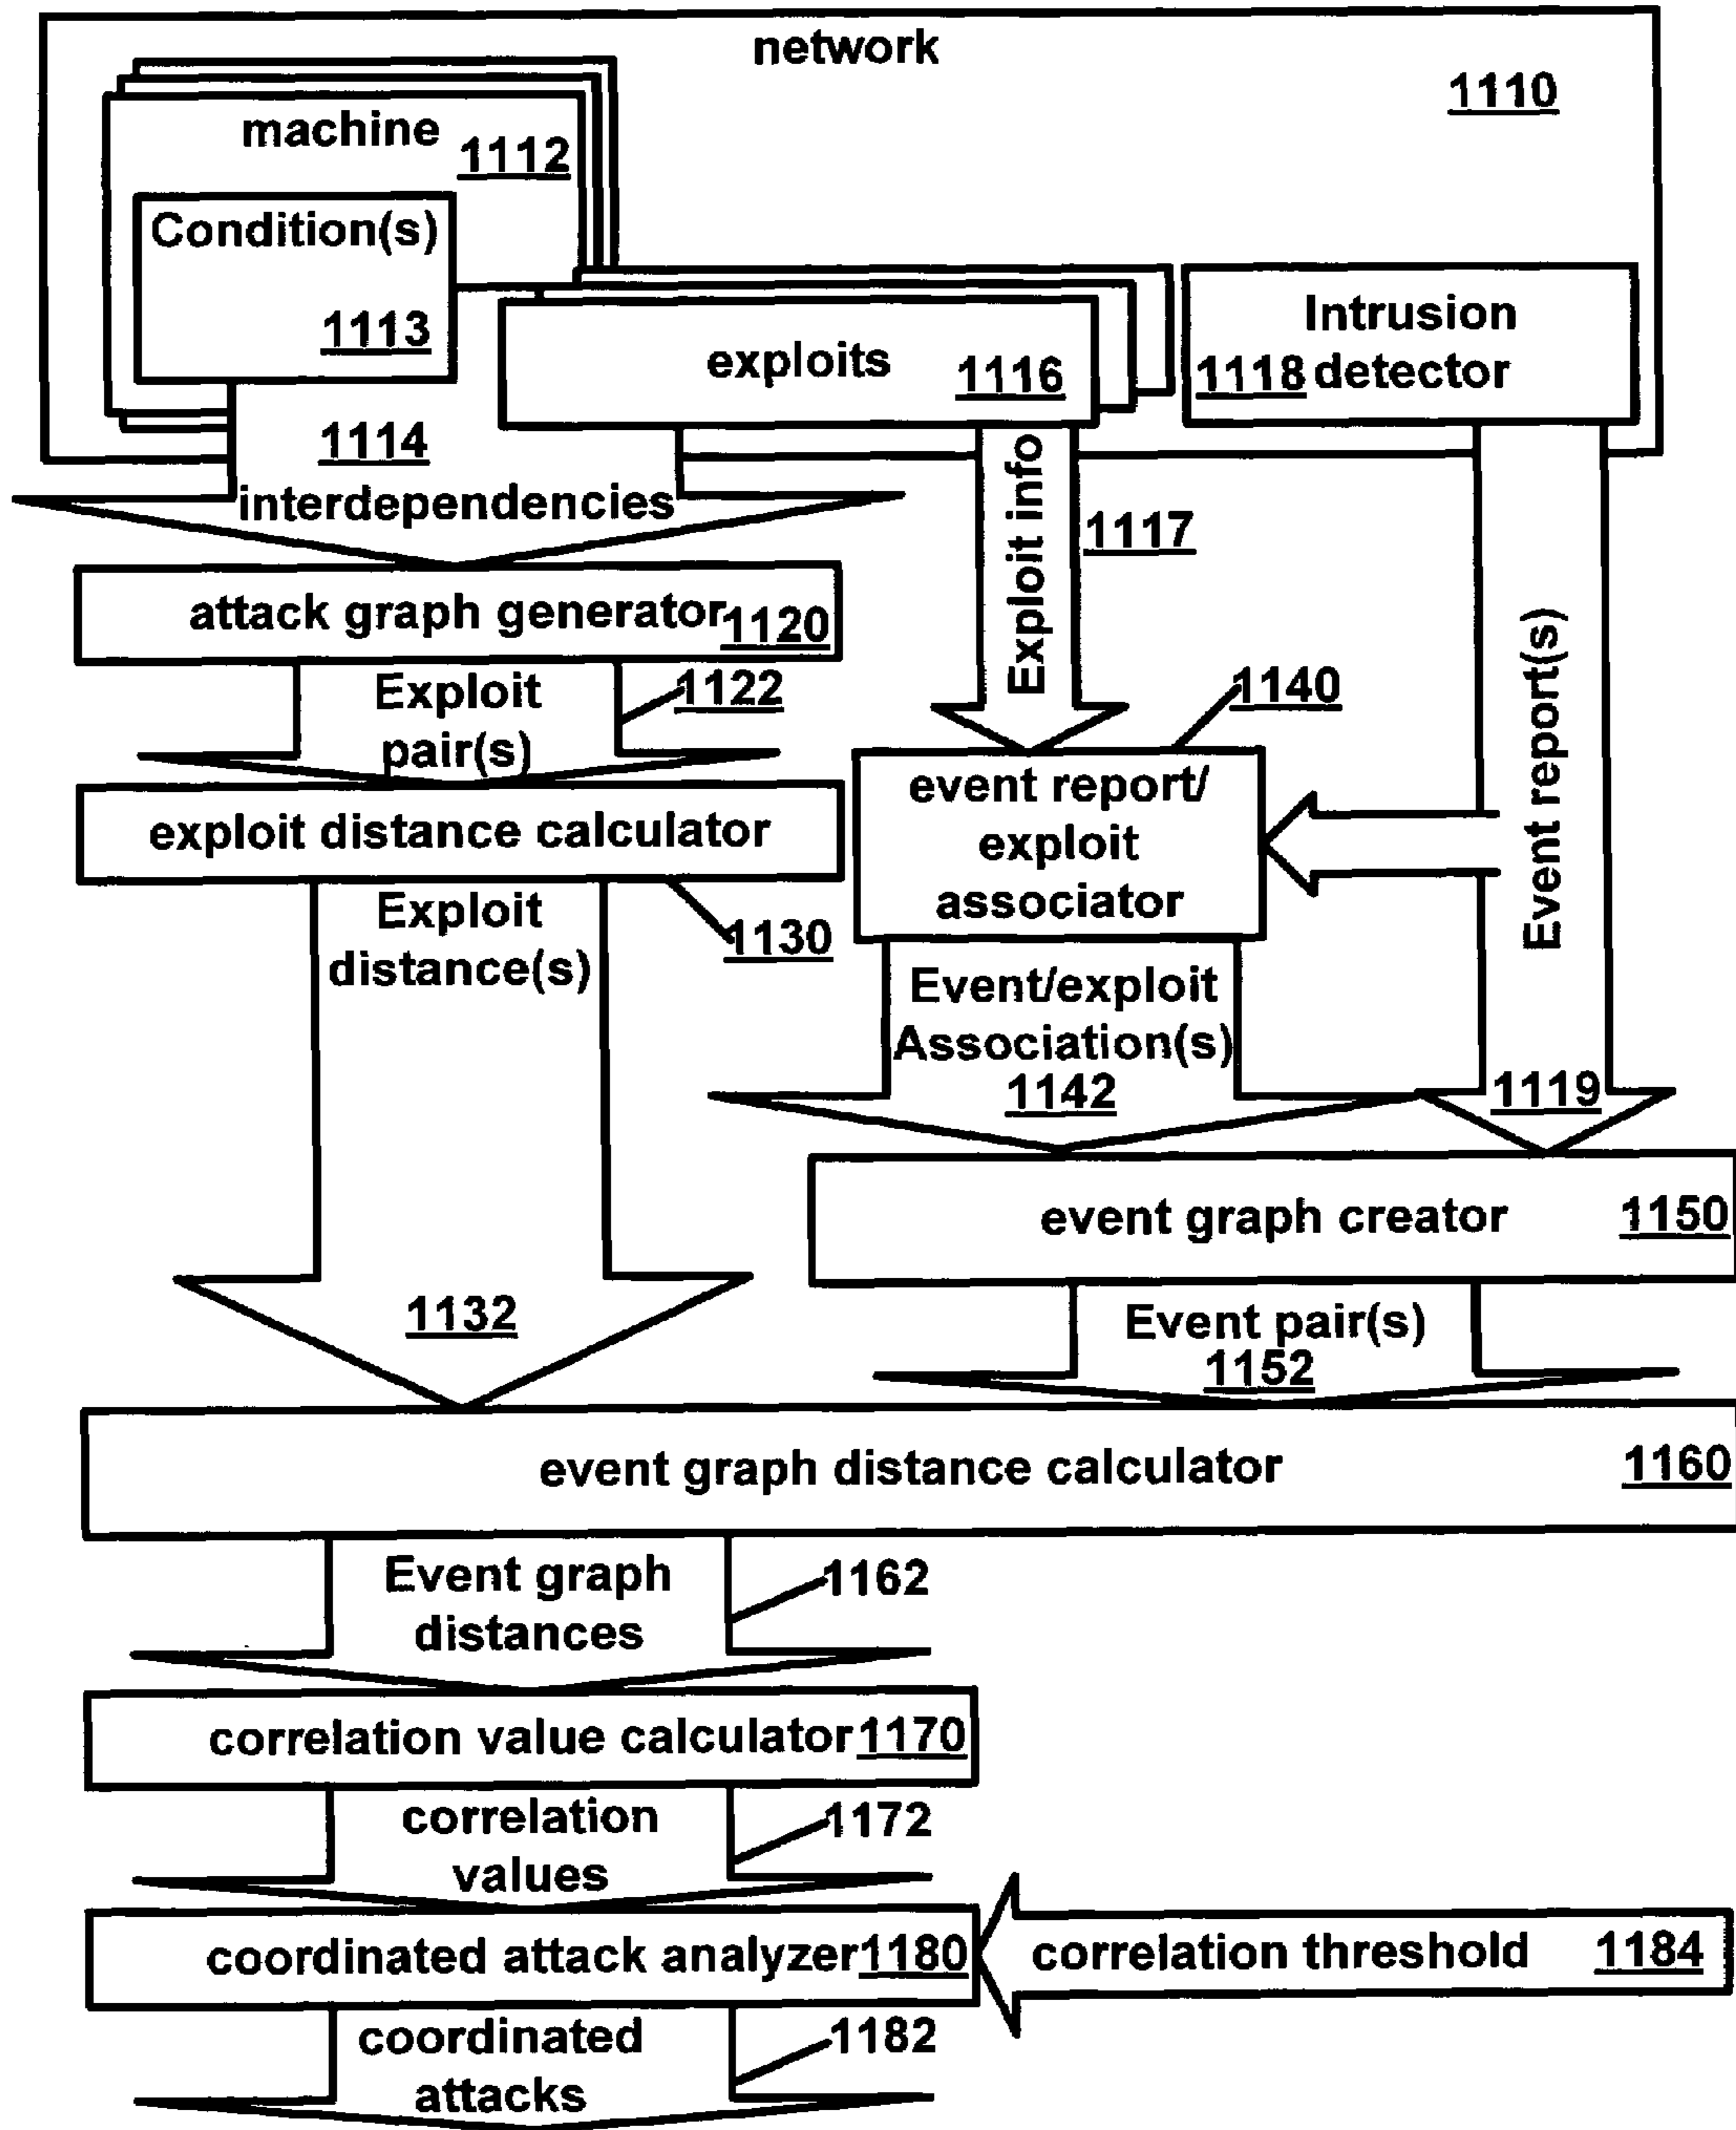 network
1110
machine
1112
Condition(s)
1113
exploits
1116
Intrusion
1118 detector
1114
interdependencies
Exploit info
1117
Event report(s)
1119
attack graph generator 1120
Exploit
pair(s)
1122
exploit distance calculator
1130
1140
event report/
exploit
associator
Exploit
distance(s)
1132
Event/exploit
Association(s)
1142
event graph creator 1150
Event pair(s)
1152
event graph distance calculator 1160
Event graph
distances
1162
correlation value calculator 1170
correlation
values
1172
coordinated attack analyzer 1180
correlation threshold 1184
coordinated
attacks
1182